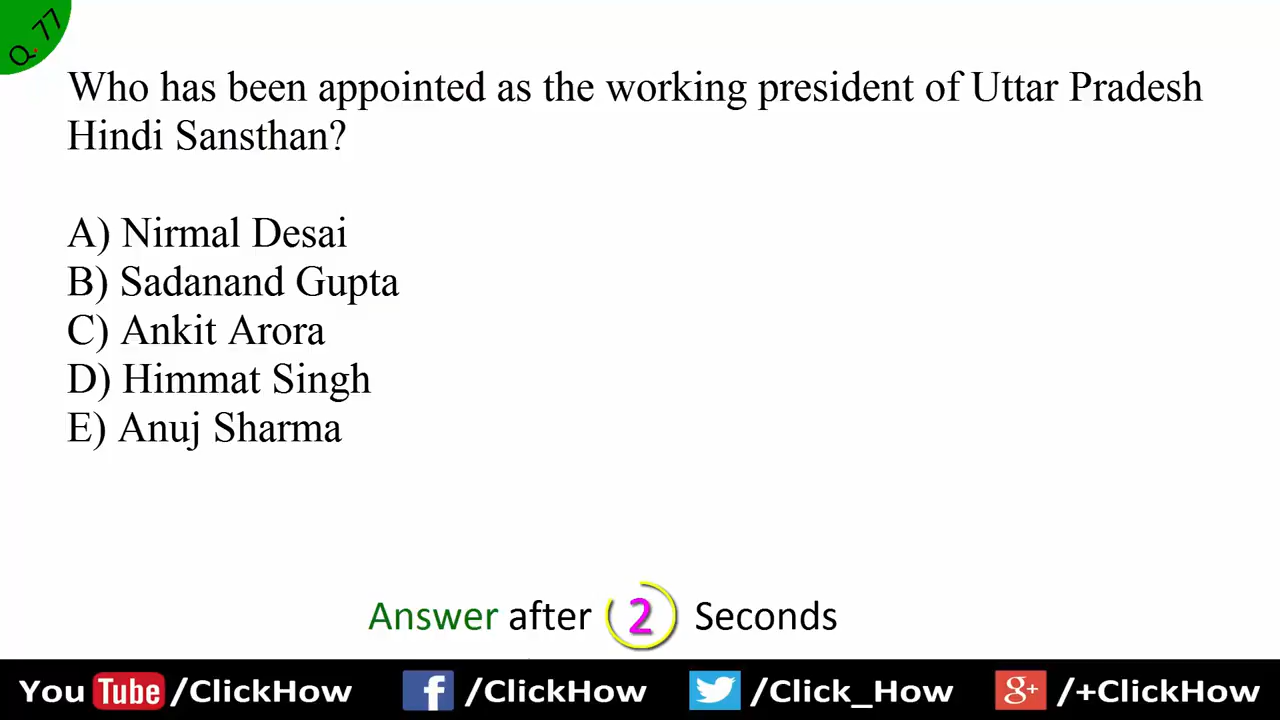 Q.77
Who has been appointed as the working president of Uttar Pradesh
Hindi Sansthan?
A) Nirmal Desai
B) Sadanand Gupta
C) Ankit Arora
D) Himmat Singh
E) Anuj Sharma
Answer after 2 Seconds
You Tube /ClickHow f /ClickHow /Click_How g+ /+ClickHow